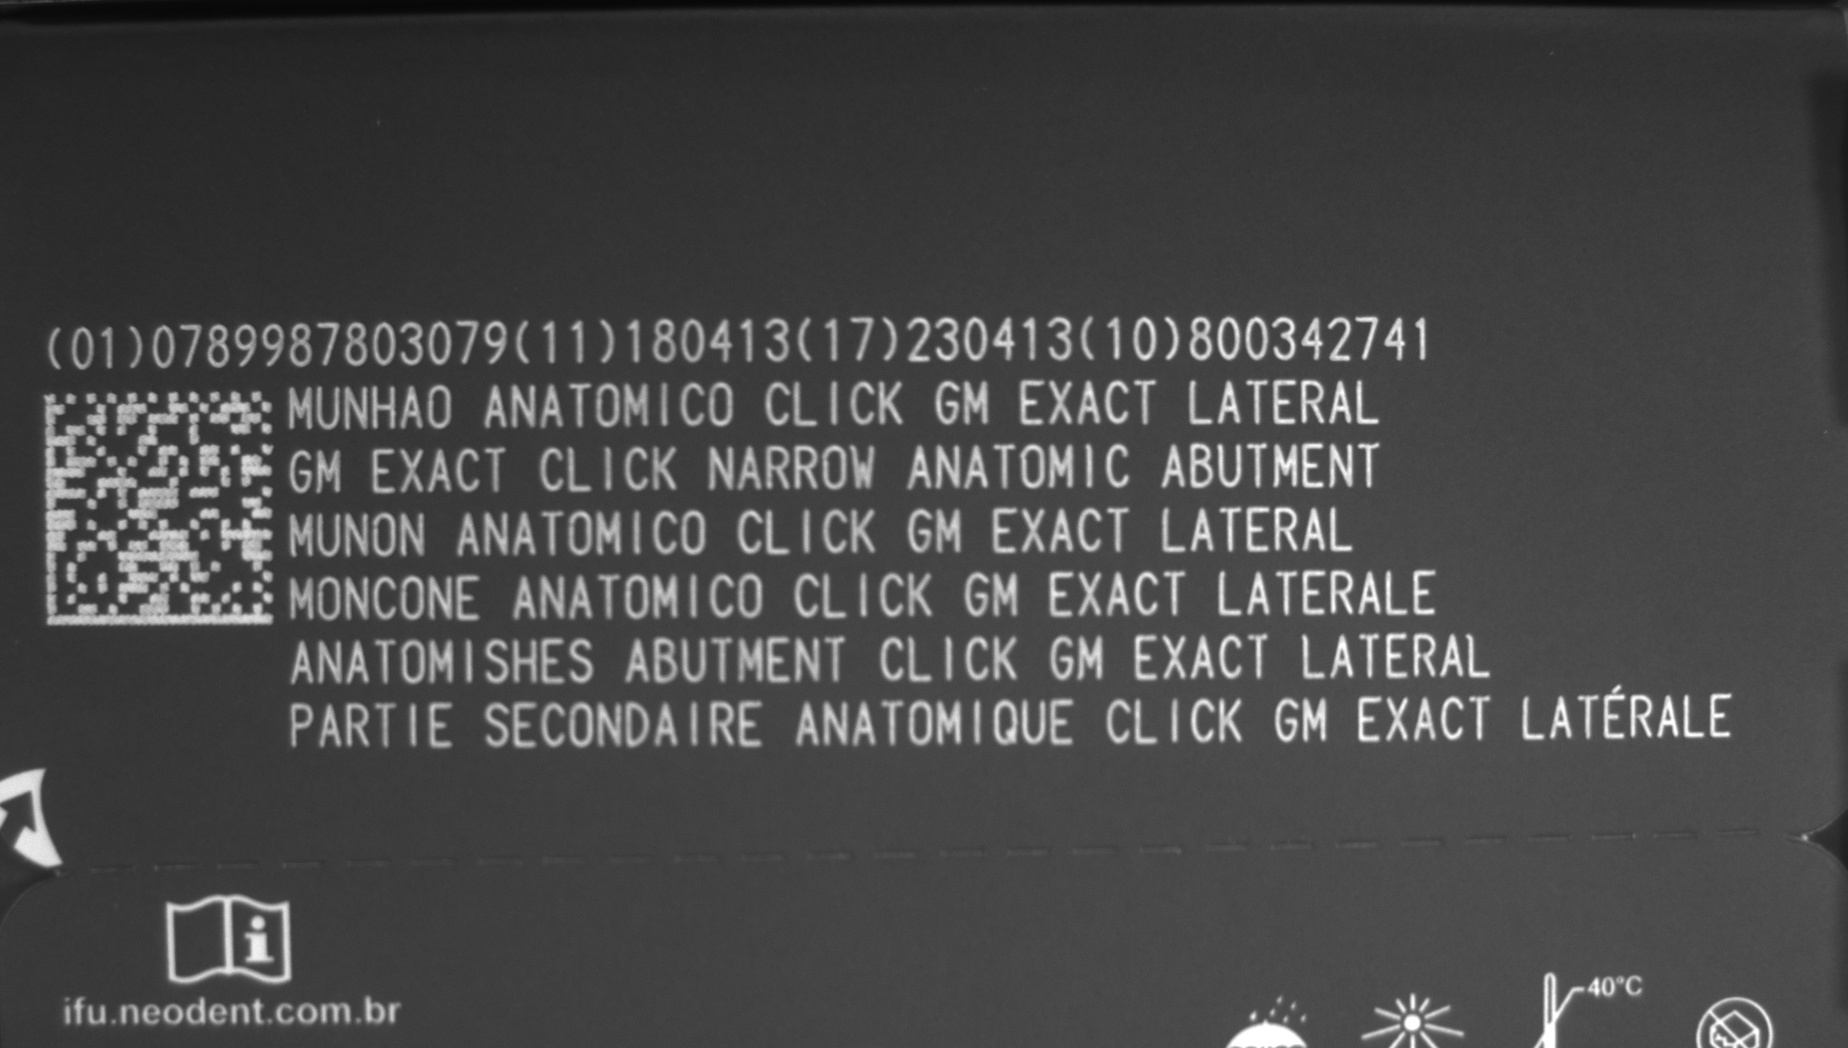 (01)0789987803079(11)180413(17)230413(10)800342741
MUNHAO ANATOMICO CLICK GM EXACT LATERAL
GM EXACT CLICK NARROW ANATOMIC ABUTMENT
MUNON ANATOMICO CLICK GM EXACT LATERAL
MONCONE ANATOMICO CLICK GM EXACT LATERALE
ANATOMISHES ABUTMENT CLICK GM EXACT LATERAL
PARTIE SECONDAIRE ANATOMIQUE CLICK GM EXACT LATÉRALE
i
ifu.neodent.com.br
40°C